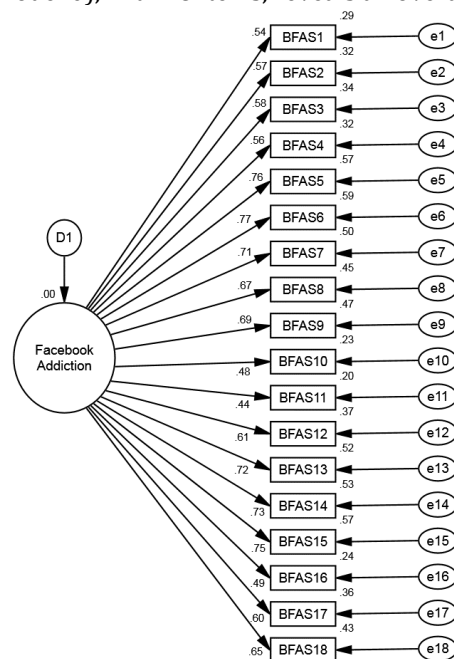 .29
.54 BFAS1 e1
.32
.57 BFAS2 e2
.34
.58 BFAS3 e3
.32
.56 BFAS4 e4
.57
.76 BFAS5 e5
.59
.77 BFAS6 e6
.50
D1
.71 BFAS7 e7
.45
.00
.67 BFAS8 e8
.47
.69 BFAS9 e9
.23
Facebook
Addiction
.48 BFAS10 e10
.20
.44 BFAS11 e11
.37
.61 BFAS12 e12
.52
.72 BFAS13 e13
.53
.73 BFAS14 e14
.57
.75 BFAS15 e15
.24
.49 BFAS16 e16
.36
.60 BFAS17 e17
.43
.65 BFAS18 e18